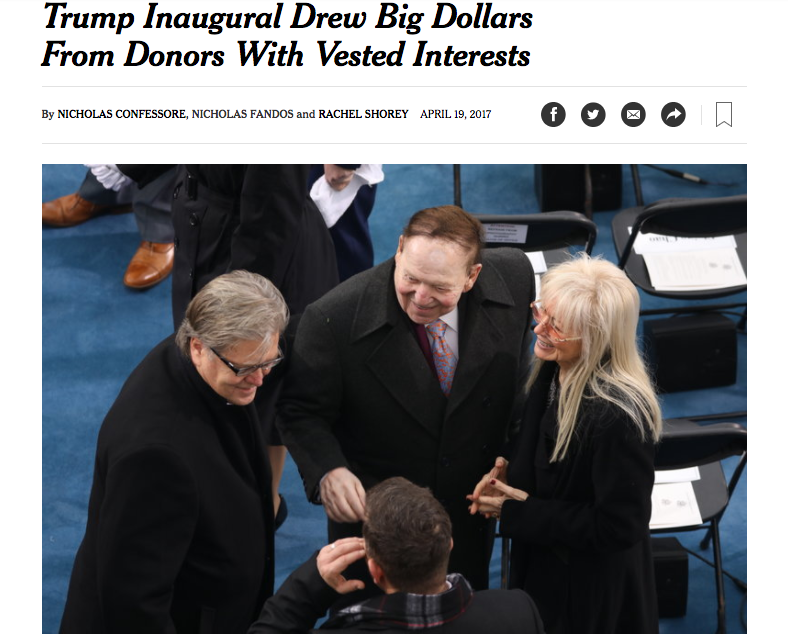 Trump Inaugural Drew Big Dollars
From Donors With Vested Interests
By NICHOLAS CONFESSORE, NICHOLAS FANDOS and RACHEL SHOREY APRIL 19, 2017